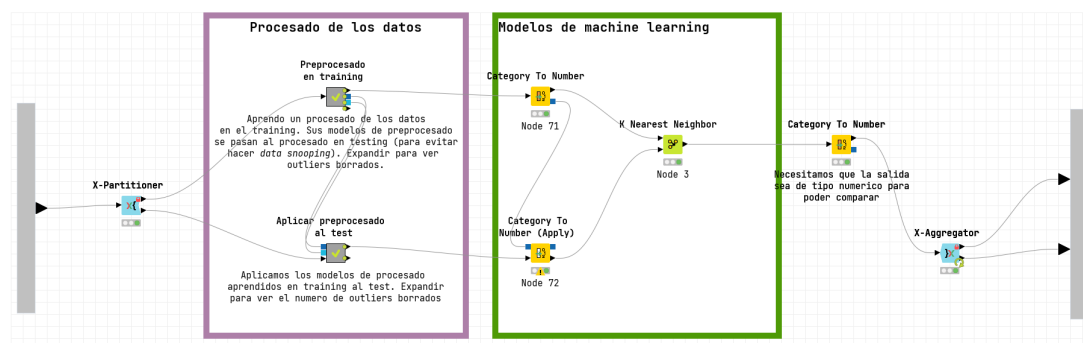 Procesado de los datos
Modelos de machine learning
Preprocesado
en training
Aprendo un procesado de los datos
en el training. Sus modelos de preprocesado
se pasan al procesado en testing (para evitar
hacer data snooping). Expandir para ver
outliers borrados.
X-Partitioner
Aplicar preprocesado
al test
Aplicamos los modelos de procesado
aprendidos en training al test. Expandir
para ver el numero de outliers borrados
Category To Number
Node 71
Category To
Number (Apply)
Node 72
K Nearest Neighbor
Node 3
Category To Number
Necesitamos que la salida
sea de tipo numerico para
poder comparar
X-Aggregator